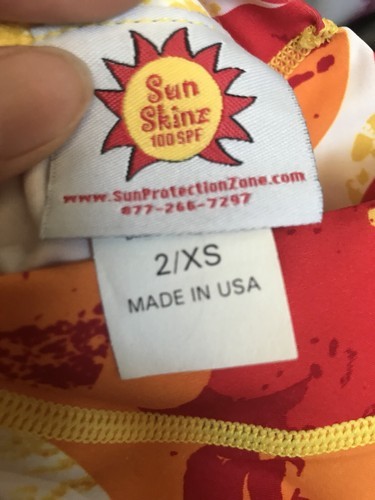 Sun
Skinz
100 SPF
www.SunProtectionZone.com
877-266-7297
2/XS
MADE IN USA